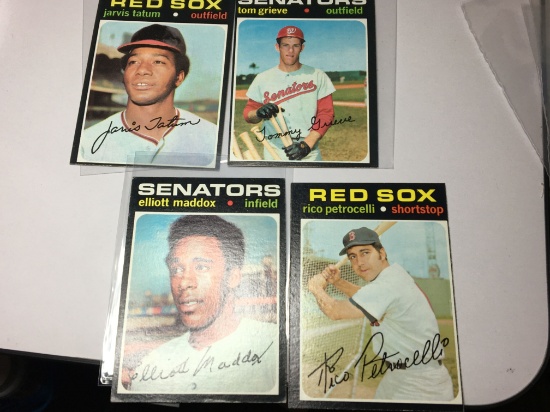 RED SOX
jarvis tatum • outfield
Jarvis Tatum
SENATORS
tom grieve • outfield
Senators
Tommy Grieve
SENATORS
elliott maddox • infield
Elliott Maddox
RED SOX
rico petrocelli • shortstop
Rico Petrocelli